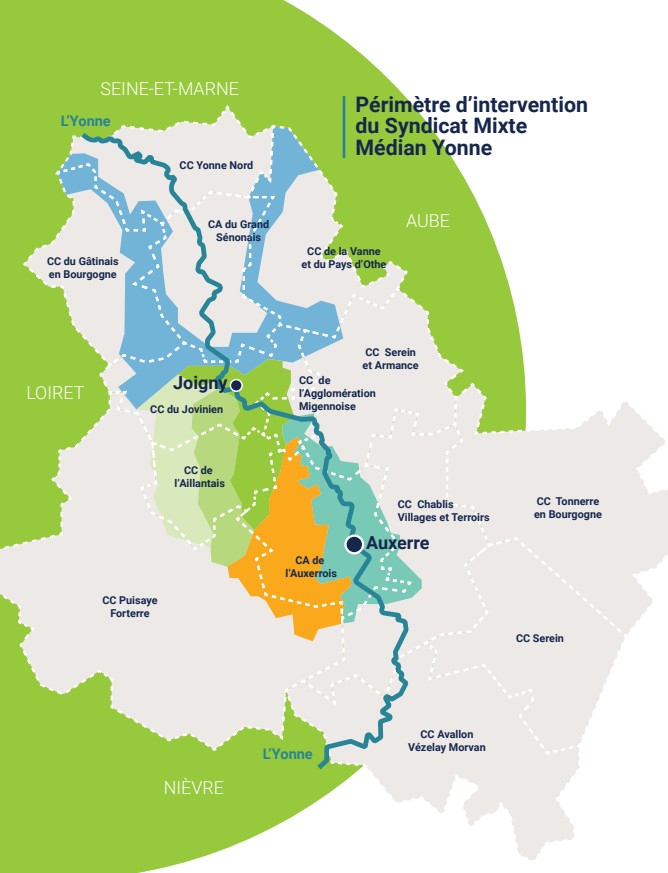 SEINE-ET-MARNE
Périmètre d’intervention
du Syndicat Mixte
Médian Yonne
L’Yonne
CC Yonne Nord
CA du Grand
Sénonais
AUBE
CC de la Vanne
et du Pays d’Othe
CC du Gâtinais
en Bourgogne
CC Serein
et Armance
Joigny
CC de
l’Agglomération
Migennoise
LOIRET
CC du Jovinien
CC de
l’Aillantais
CC Chablis
Villages et Terroirs
CC Tonnerre
en Bourgogne
Auxerre
CA de
l’Auxerrois
CC Puisaye
Forterre
CC Serein
CC Avallon
Vézelay Morvan
L’Yonne
NIÈVRE